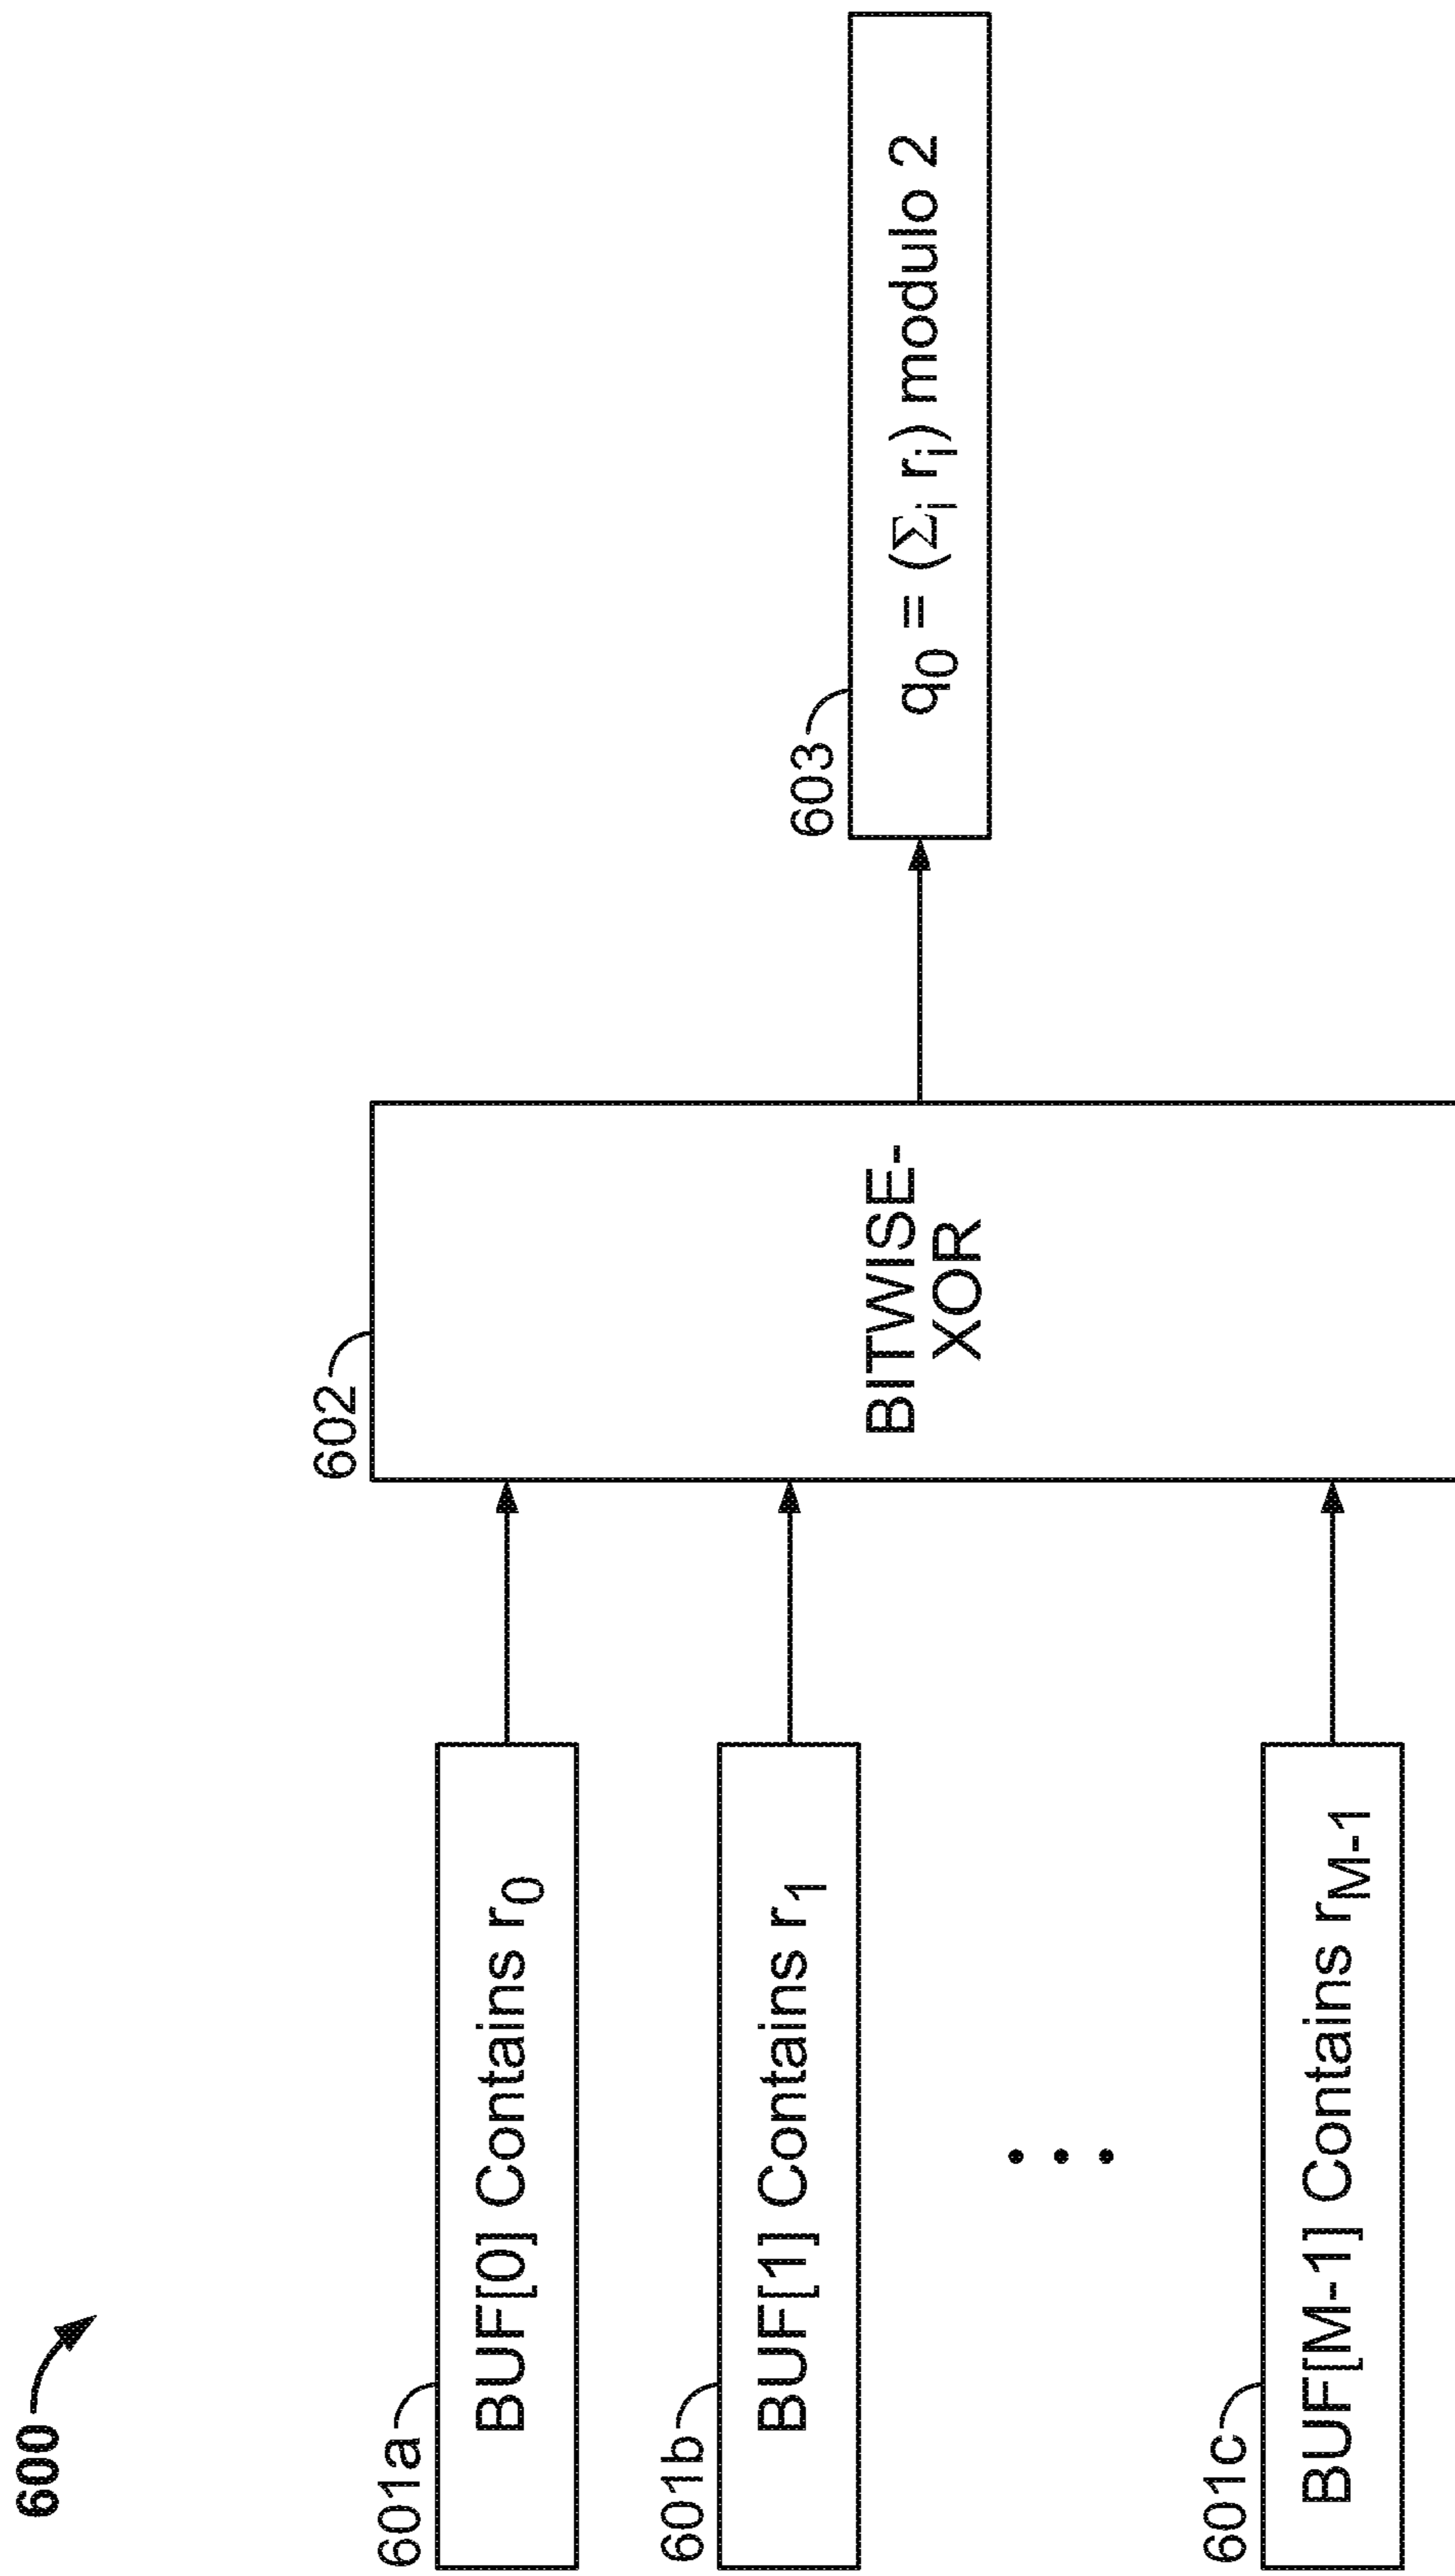 600
601a
BUF[0] Contains r0
601b
BUF[1] Contains r1
601c
BUF[M-1] Contains rM-1
602
BITWISE-
XOR
603
q0 = (Σi ri) modulo 2